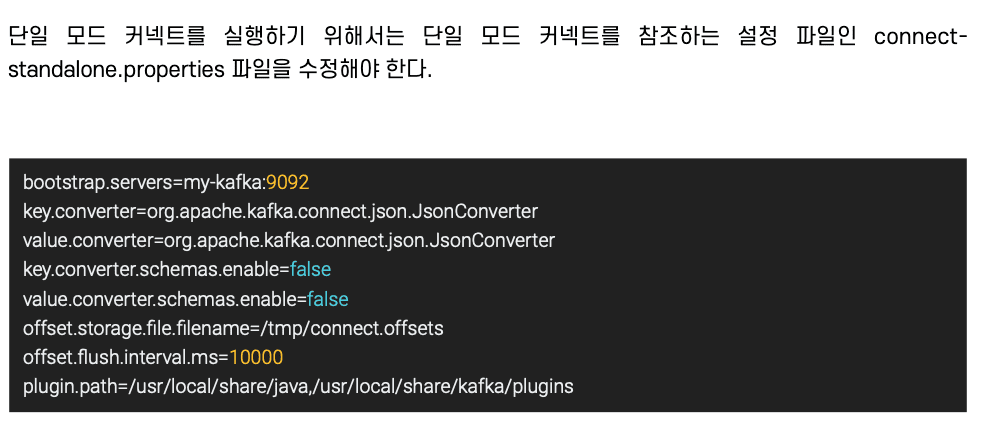 단일 모드 커넥트를 실행하기 위해서는 단일 모드 커넥트를 참조하는 설정 파일인 connect-
standalone.properties 파일을 수정해야 한다.
bootstrap.servers=my-kafka:9092
key.converter=org.apache.kafka.connect.json.JsonConverter
value.converter=org.apache.kafka.connect.json.JsonConverter
key.converter.schemas.enable=false
value.converter.schemas.enable=false
offset.storage.file.filename=/tmp/connect.offsets
offset.flush.interval.ms=10000
plugin.path=/usr/local/share/java,/usr/local/share/kafka/plugins